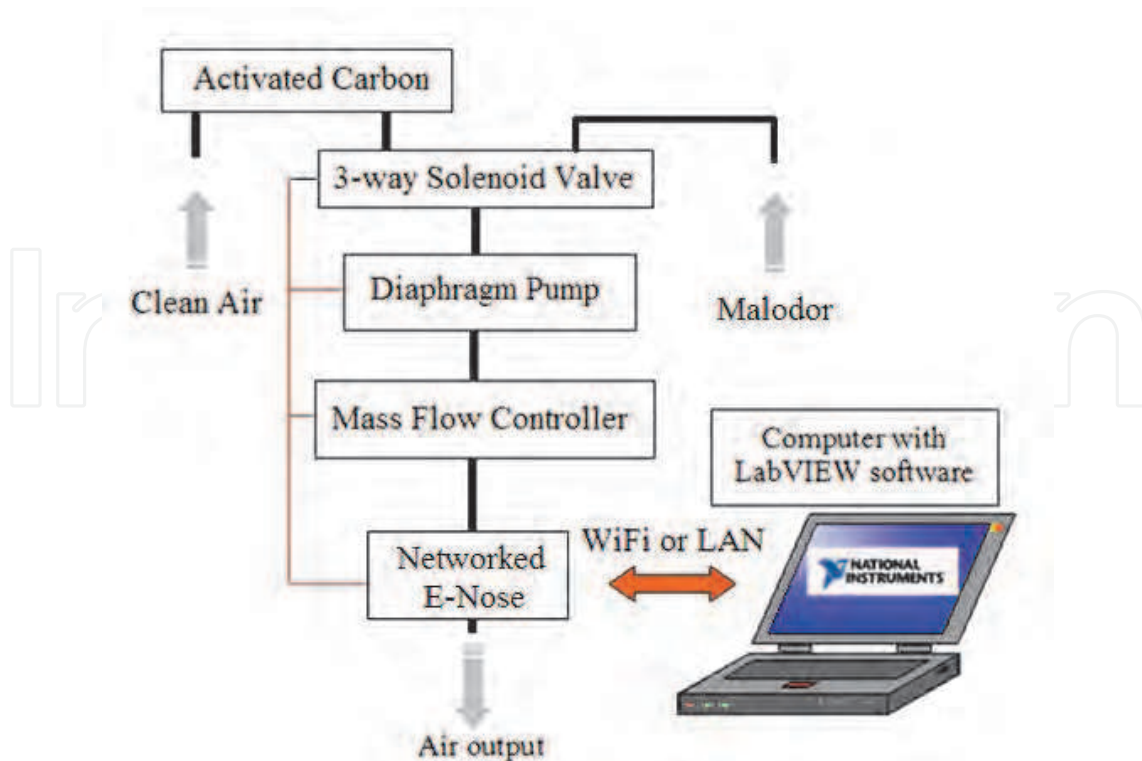 Activated Carbon
3-way Solenoid Valve
Clean Air
Diaphragm Pump
Malodor
Mass Flow Controller
Computer with
LabVIEW software
Networked
E-Nose
WiFi or LAN
NATIONAL
INSTRUMENTS
Air output